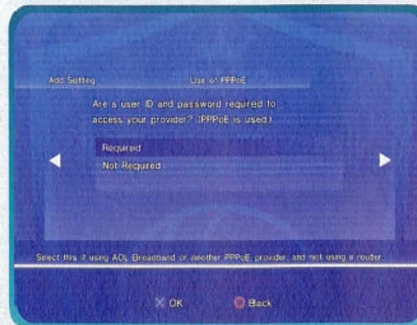 Add Setting Use of PPPoE
Are a user ID and password required to
access your provider? (PPPoE is used.)
Required
Not Required
Select this if using AOL Broadband or another PPPoE provider, and not using a router.
OK Back